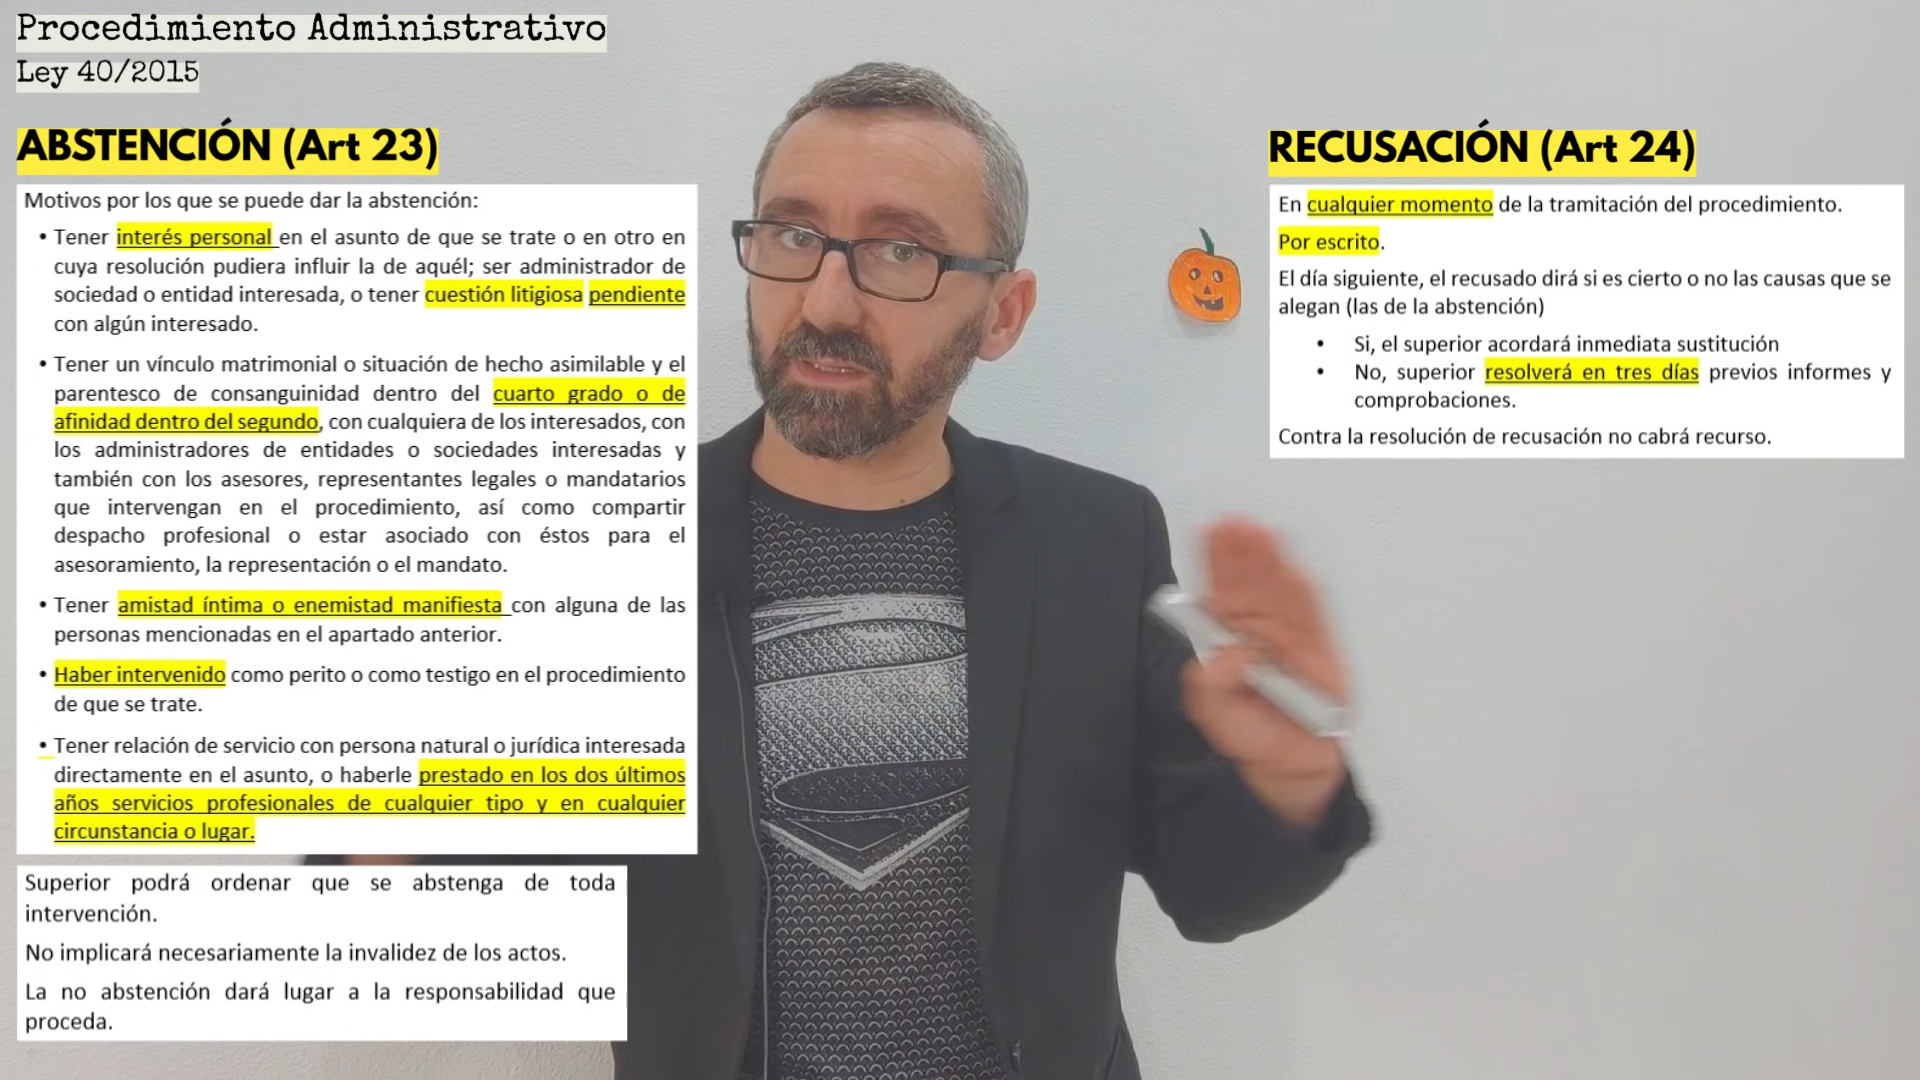 Procedimiento Administrativo
Ley 40/2015
ABSTENCIÓN (Art 23)
Motivos por los que se puede dar la abstención:
• Tener interés personal en el asunto de que se trate o en otro en
cuya resolución pudiera influir la de aquél; ser administrador de
sociedad o entidad interesada, o tener cuestión litigiosa pendiente
con algún interesado.
• Tener un vínculo matrimonial o situación de hecho asimilable y el
parentesco de consanguinidad dentro del cuarto grado o de
afinidad dentro del segundo, con cualquiera de los interesados, con
los administradores de entidades o sociedades interesadas y
también con los asesores, representantes legales o mandatarios
que intervengan en el procedimiento, así como compartir
despacho profesional o estar asociado con éstos para el
asesoramiento, la representación o el mandato.
• Tener amistad íntima o enemistad manifiesta con alguna de las
personas mencionadas en el apartado anterior.
• Haber intervenido como perito o como testigo en el procedimiento
de que se trate.
• Tener relación de servicio con persona natural o jurídica interesada
directamente en el asunto, o haberle prestado en los dos últimos
años servicios profesionales de cualquier tipo y en cualquier
circunstancia o lugar.
Superior podrá ordenar que se abstenga de toda
intervención.
No implicará necesariamente la invalidez de los actos.
La no abstención dará lugar a la responsabilidad que
proceda.
RECUSACIÓN (Art 24)
En cualquier momento de la tramitación del procedimiento.
Por escrito.
El día siguiente, el recusado dirá si es cierto o no las causas que se
alegan (las de la abstención)
• Si, el superior acordará inmediata sustitución
• No, superior resolverá en tres días previos informes y
comprobaciones.
Contra la resolución de recusación no cabrá recurso.